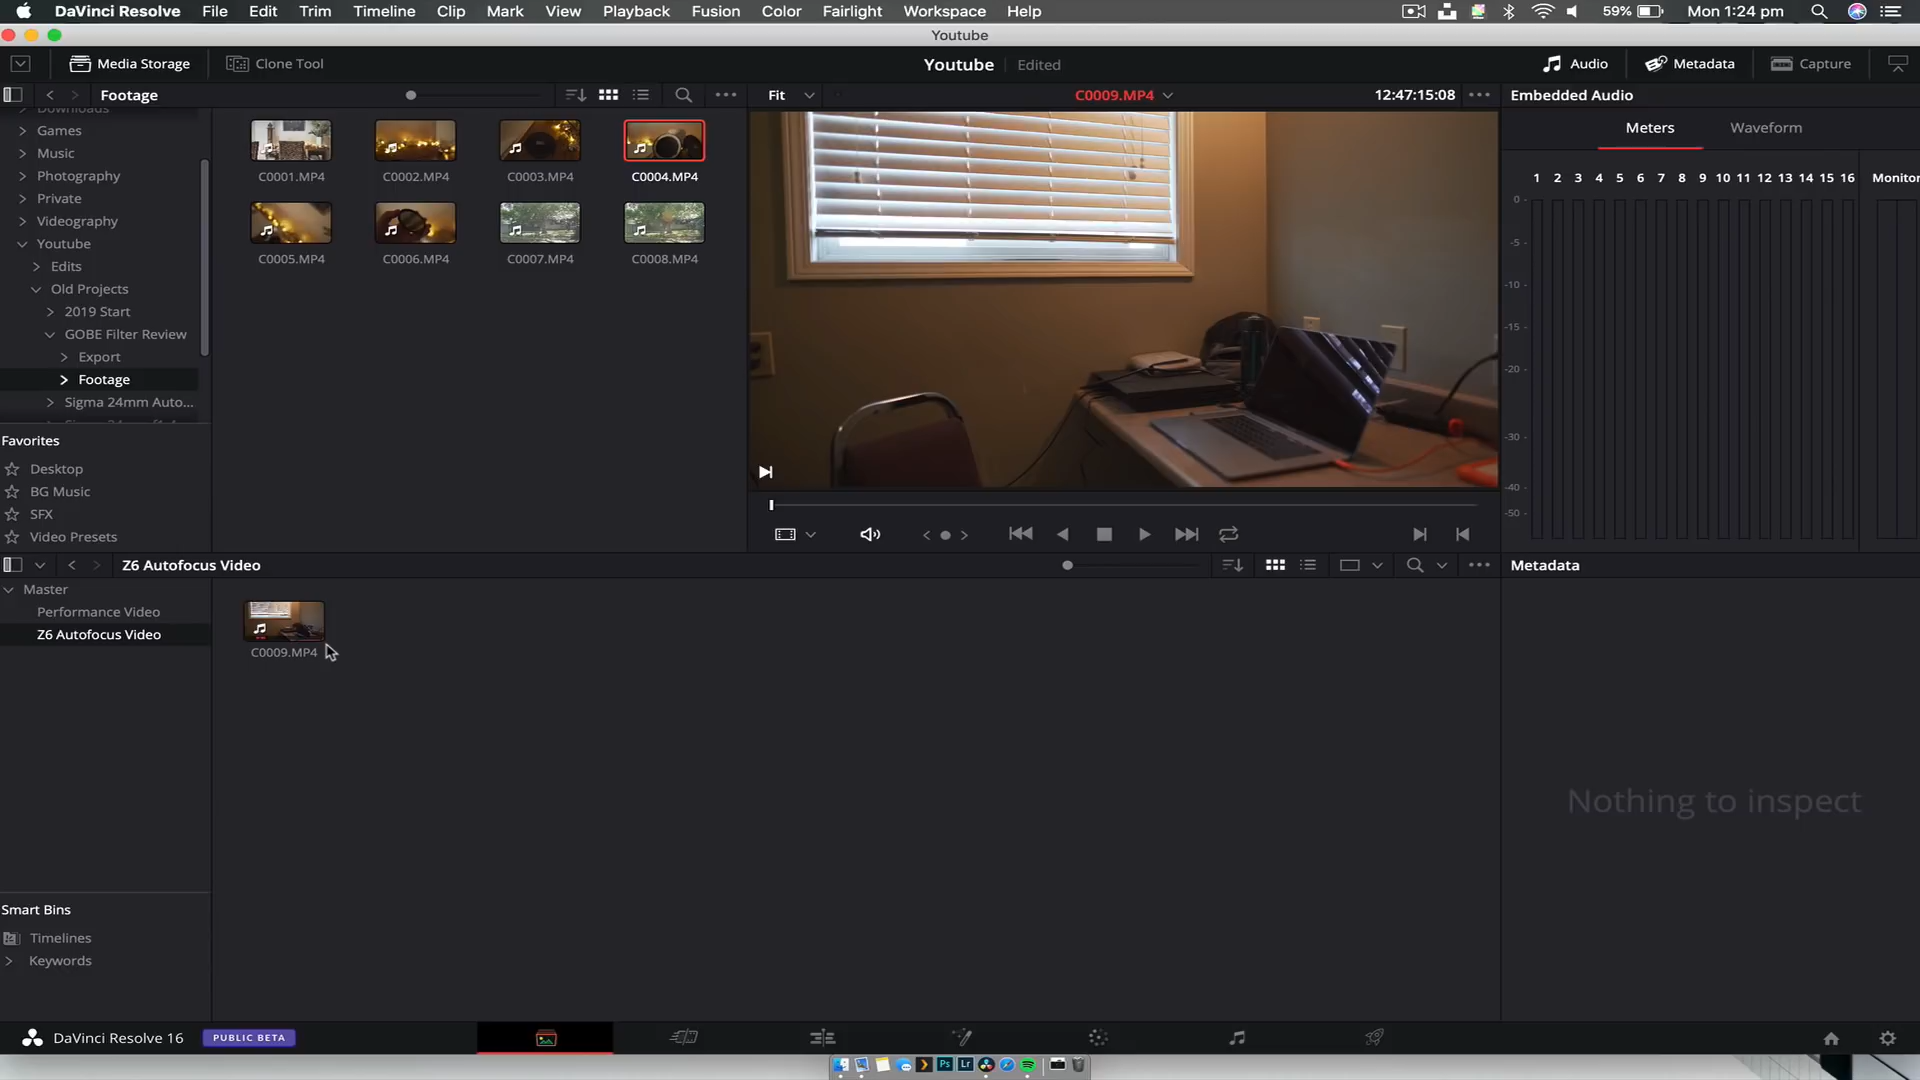 DaVinci Resolve File Edit Trim Timeline Clip Mark View Playback Fusion Color Fairlight Workspace Help 59% Mon 1:24 pm
Youtube
Media Storage Clone Tool Youtube Edited Audio Metadata Capture
Footage Fit C0009.MP4 12:47:15:08 Embedded Audio
Downloads
Games
Music
Photography
Private
Videography
Youtube
Edits
Old Projects
2019 Start
GOBE Filter Review
Export
Footage
Sigma 24mm Auto...
C0001.MP4 C0002.MP4 C0003.MP4 C0004.MP4
C0005.MP4 C0006.MP4 C0007.MP4 C0008.MP4
Meters Waveform
1 2 3 4 5 6 7 8 9 10 11 12 13 14 15 16 Monitor
0
-5
-10
-15
-20
-30
-40
-50
Favorites
Desktop
BG Music
SFX
Video Presets
Z6 Autofocus Video Metadata
Master
Performance Video
Z6 Autofocus Video
C0009.MP4
Nothing to inspect
Smart Bins
Timelines
Keywords
DaVinci Resolve 16 PUBLIC BETA
Ps Lr